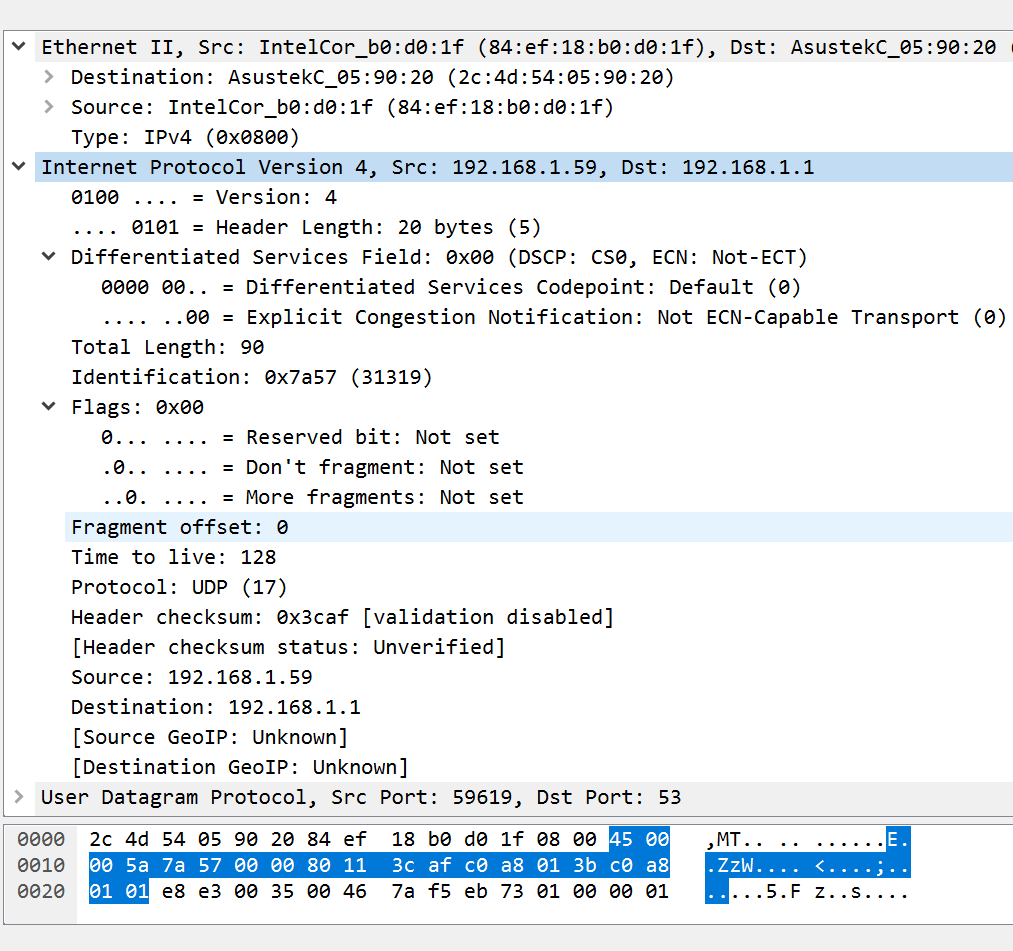 Ethernet II, Src: IntelCor_b0:d0:1f (84:ef:18:b0:d0:1f), Dst: AsustekC_05:90:20 (
Destination: AsustekC_05:90:20 (2c:4d:54:05:90:20)
Source: IntelCor_b0:d0:1f (84:ef:18:b0:d0:1f)
Type: IPv4 (0x0800)
Internet Protocol Version 4, Src: 192.168.1.59, Dst: 192.168.1.1
0100 .... = Version: 4
.... 0101 = Header Length: 20 bytes (5)
Differentiated Services Field: 0x00 (DSCP: CS0, ECN: Not-ECT)
0000 00.. = Differentiated Services Codepoint: Default (0)
.... ..00 = Explicit Congestion Notification: Not ECN-Capable Transport (0)
Total Length: 90
Identification: 0x7a57 (31319)
Flags: 0x00
0... .... = Reserved bit: Not set
.0.. .... = Don't fragment: Not set
..0. .... = More fragments: Not set
Fragment offset: 0
Time to live: 128
Protocol: UDP (17)
Header checksum: 0x3caf [validation disabled]
[Header checksum status: Unverified]
Source: 192.168.1.59
Destination: 192.168.1.1
[Source GeoIP: Unknown]
[Destination GeoIP: Unknown]
User Datagram Protocol, Src Port: 59619, Dst Port: 53
0000 2c 4d 54 05 90 20 84 ef 18 b0 d0 1f 08 00 45 00 ,MT.. .. ......E.
0010 00 5a 7a 57 00 00 80 11 3c af c0 a8 01 3b c0 a8 .ZzW.... <....;..
0020 01 01 e8 e3 00 35 00 46 7a f5 eb 73 01 00 00 01 .....5.F z..s....